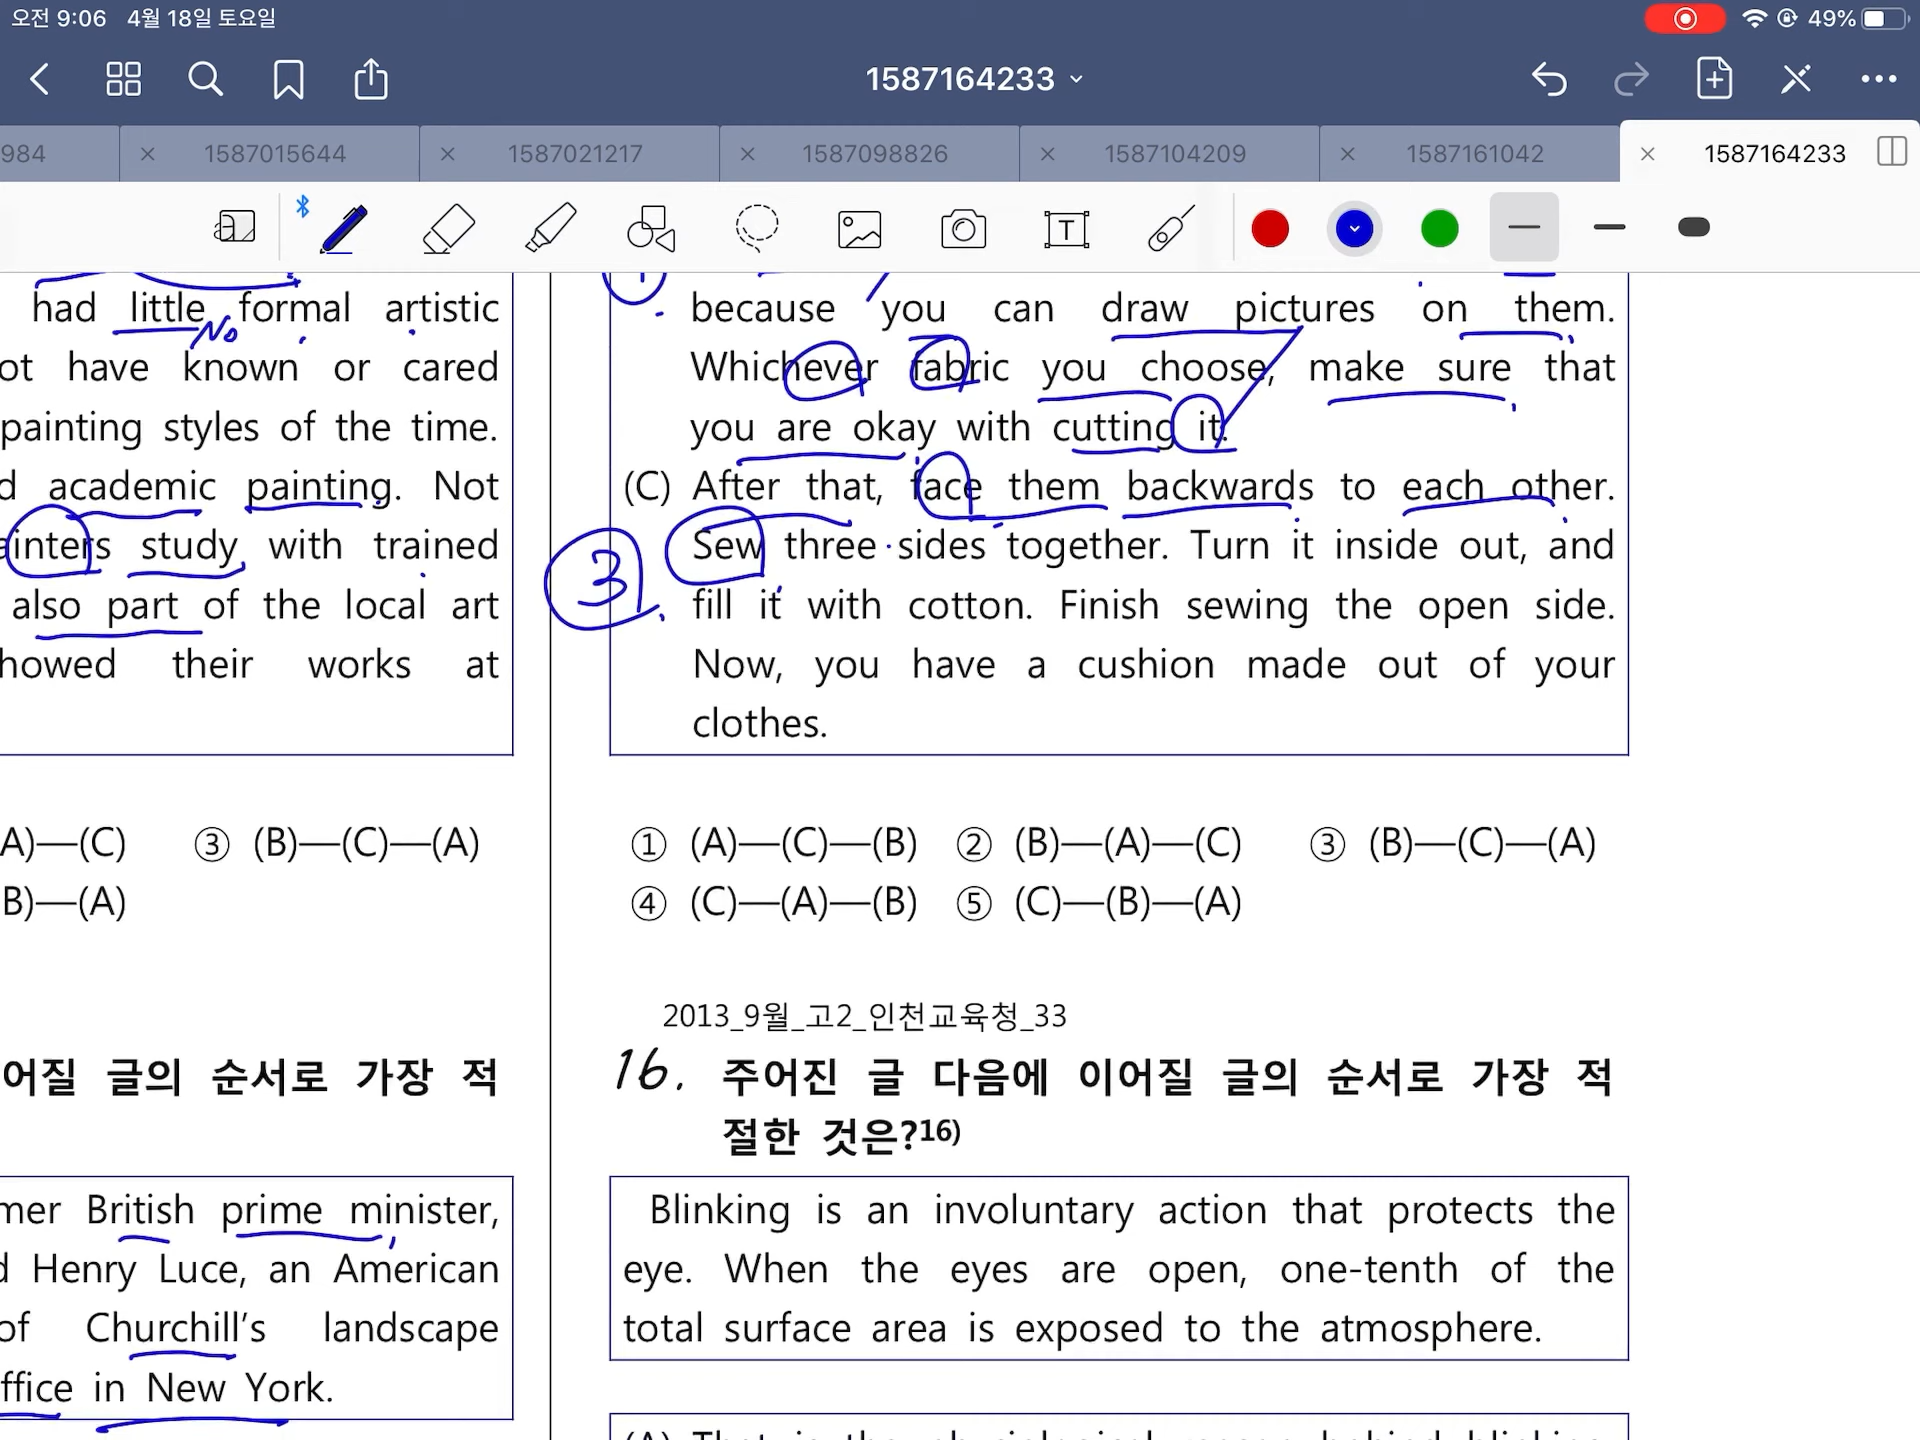 오전 9:06 4월 18일 토요일
49%
1587164233
984
1587015644
1587021217
1587098826
1587104209
1587161042
1587164233
had little formal artistic
No
ot have known or cared
painting styles of the time.
d academic painting. Not
ainters study with trained
also part of the local art
howed their works at
A)—(C) ③ (B)—(C)—(A)
B)—(A)
어질 글의 순서로 가장 적
mer British prime minister,
d Henry Luce, an American
of Churchill's landscape
ffice in New York.
because you can draw pictures on them.
Whichever fabric you choose, make sure that
you are okay with cutting it.
(C) After that, face them backwards to each other.
3
Sew three sides together. Turn it inside out, and
fill it with cotton. Finish sewing the open side.
Now, you have a cushion made out of your
clothes.
① (A)—(C)—(B) ② (B)—(A)—(C) ③ (B)—(C)—(A)
④ (C)—(A)—(B) ⑤ (C)—(B)—(A)
2013_9월_고2_인천교육청_33
16. 주어진 글 다음에 이어질 글의 순서로 가장 적
절한 것은?16)
Blinking is an involuntary action that protects the
eye. When the eyes are open, one-tenth of the
total surface area is exposed to the atmosphere.